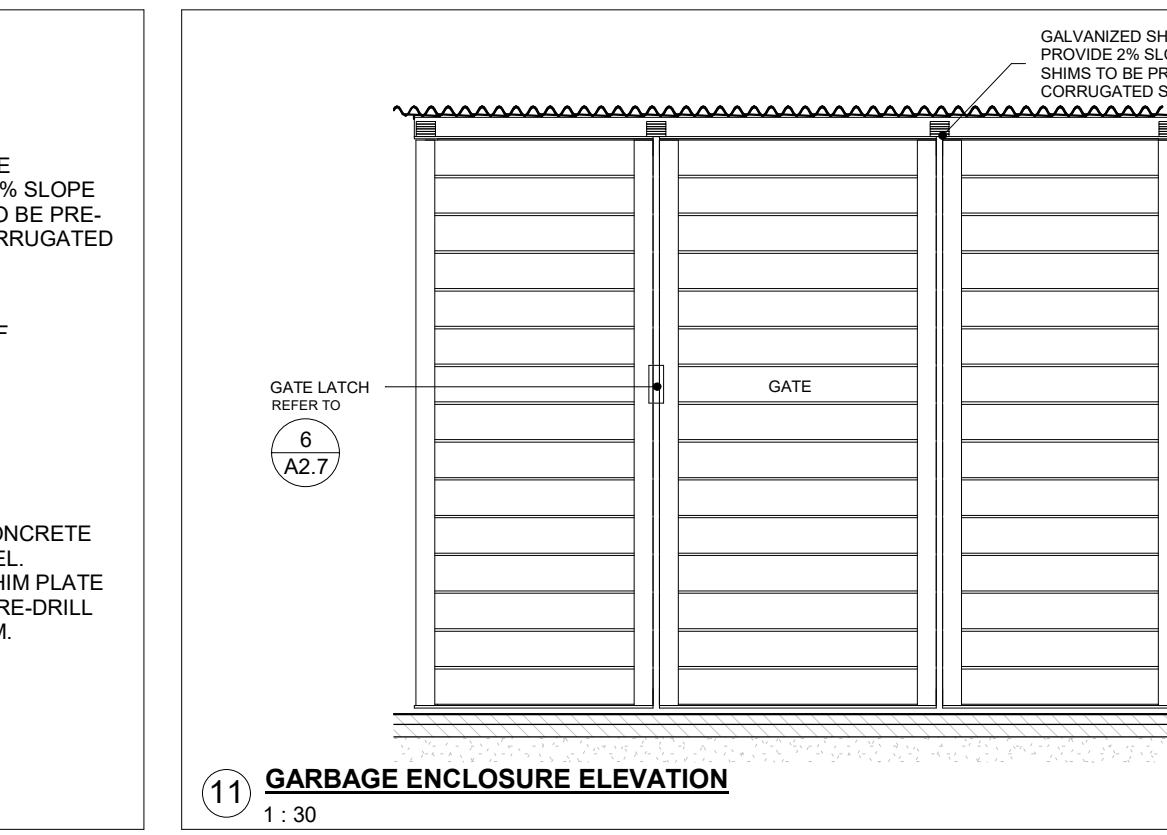 E
% SLOPE
O BE PRE-
RRUGATED
F
ONCRETE
EL.
HIM PLATE
RE-DRILL
M.
GALVANIZED SH
PROVIDE 2% SLO
SHIMS TO BE PR
CORRUGATED S
GATE LATCH
REFER TO
6
A2.7
GATE
11 GARBAGE ENCLOSURE ELEVATION
1 : 30